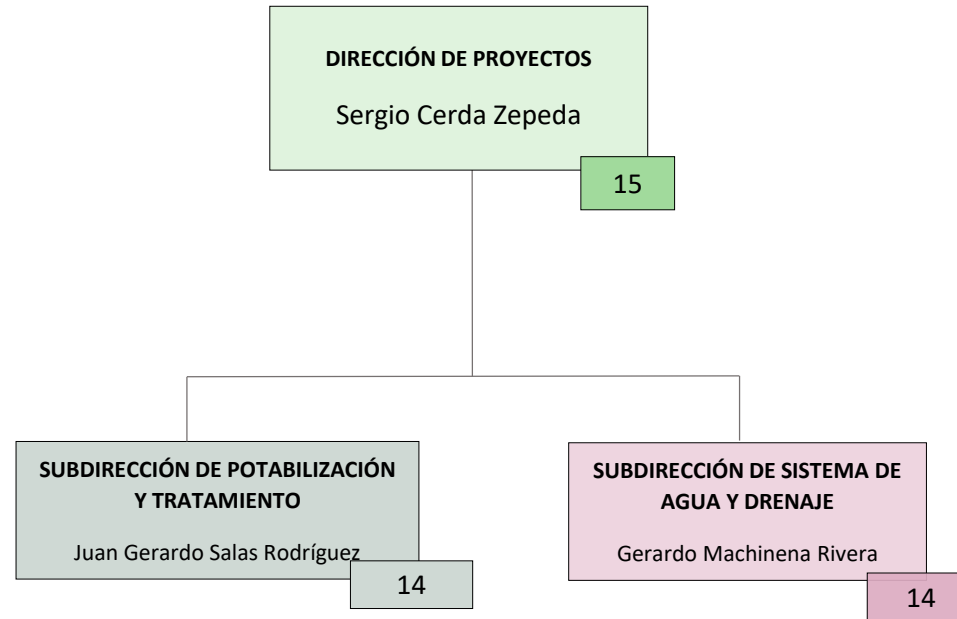 DIRECCIÓN DE PROYECTOS
Sergio Cerda Zepeda
15
SUBDIRECCIÓN DE POTABILIZACIÓN
Y TRATAMIENTO
Juan Gerardo Salas Rodríguez
14
SUBDIRECCIÓN DE SISTEMA DE
AGUA Y DRENAJE
Gerardo Machinena Rivera
14